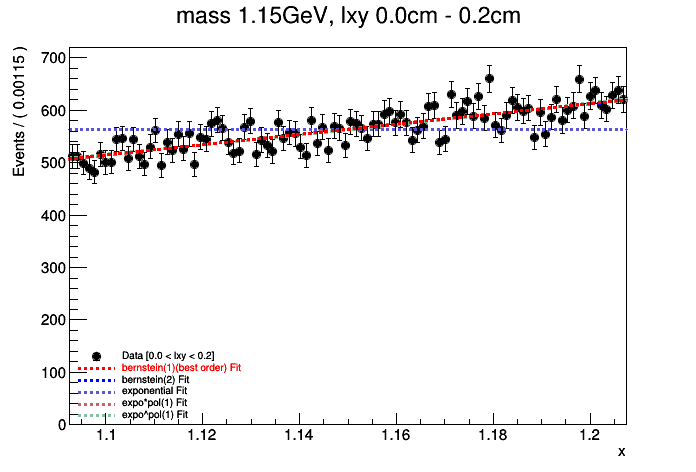 mass 1.15GeV, lxy 0.0cm - 0.2cm
Events / ( 0.00115 )
700
600
500
400
300
200
100
0
Data [0.0 < lxy < 0.2]
bernstein(1)(best order) Fit
bernstein(2) Fit
exponential Fit
expo*pol(1) Fit
expo^pol(1) Fit
1.1 1.12 1.14 1.16 1.18 1.2
x